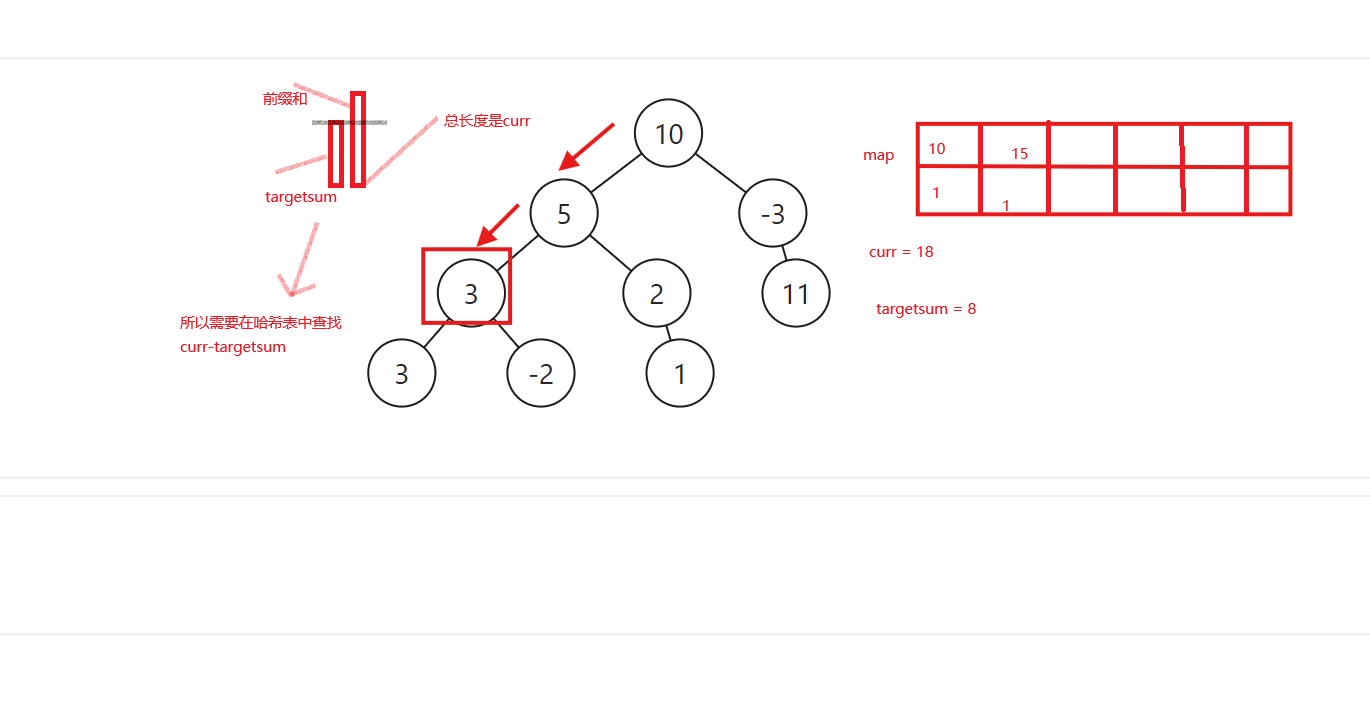 前缀和
总长度是curr
targetsum
所以需要在哈希表中查找
curr-targetsum
10
5
-3
3
2
11
3
-2
1
map
10 15
1 1
curr = 18
targetsum = 8